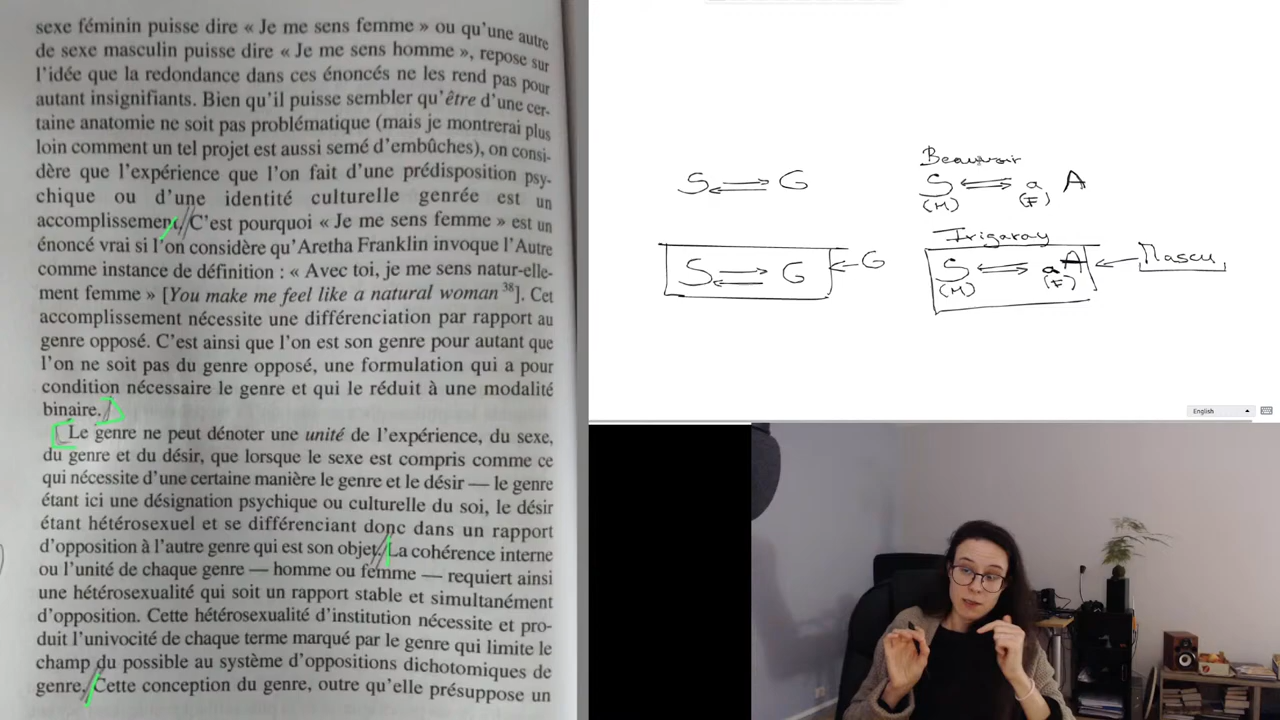 sexe féminin puisse dire « Je me sens femme » ou qu'une autre
de sexe masculin puisse dire « Je me sens homme », repose sur
l'idée que la redondance dans ces énoncés ne les rend pas pour
autant insignifiants. Bien qu'il puisse sembler qu'être d'une cer-
taine anatomie ne soit pas problématique (mais je montrerai plus
loin comment un tel projet est aussi semé d'embûches), on consi-
dère que l'expérience que l'on fait d'une prédisposition psy-
chique ou d'une identité culturelle genrée est un
accomplissement. C'est pourquoi « Je me sens femme » est un
énoncé vrai si l'on considère qu'Aretha Franklin invoque l'Autre
comme instance de définition : « Avec toi, je me sens natur-elle-
ment femme » [You make me feel like a natural woman 38]. Cet
accomplissement nécessite une différenciation par rapport au
genre opposé. C'est ainsi que l'on est son genre pour autant que
l'on ne soit pas du genre opposé, une formulation qui a pour
condition nécessaire le genre et qui le réduit à une modalité
binaire.
Le genre ne peut dénoter une unité de l'expérience, du sexe,
du genre et du désir, que lorsque le sexe est compris comme ce
qui nécessite d'une certaine manière le genre et le désir — le genre
étant ici une désignation psychique ou culturelle du soi, le désir
étant hétérosexuel et se différenciant donc dans un rapport
d'opposition à l'autre genre qui est son objet. La cohérence interne
ou l'unité de chaque genre — homme ou femme — requiert ainsi
une hétérosexualité qui soit un rapport stable et simultanément
d'opposition. Cette hétérosexualité d'institution nécessite et pro-
duit l'univocité de chaque terme marqué par le genre qui limite le
champ du possible au système d'oppositions dichotomiques de
genre. Cette conception du genre, outre qu'elle présuppose un
S ⇄ G
S ⇄ G ← G
Beauvoir
S ⇄ a A
(M) (F)
Irigaray
S ⇄ a A ← Mascu
(M) (F)
English